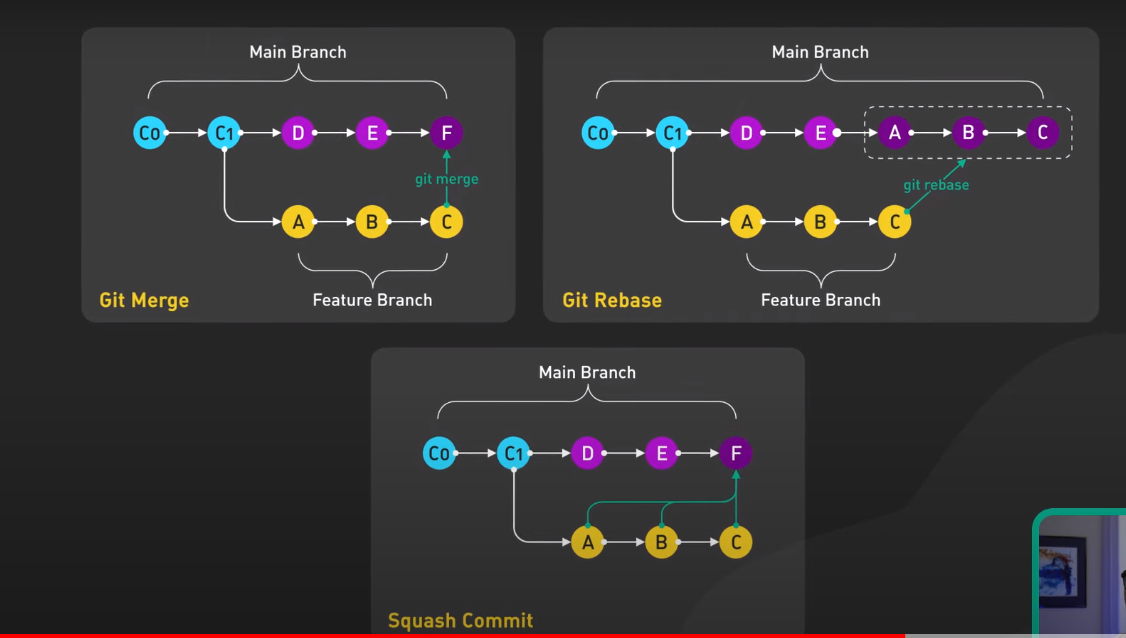 Main Branch
C0 C1 D E F
git merge
A B C
Feature Branch
Git Merge
Main Branch
C0 C1 D E A B C
git rebase
A B C
Feature Branch
Git Rebase
Main Branch
C0 C1 D E F
A B C
Squash Commit